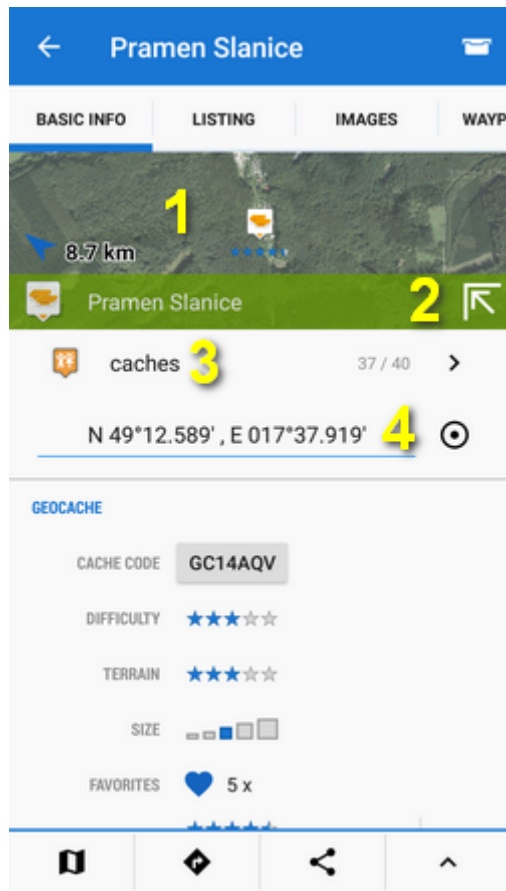 Pramen Slanice
BASIC INFO LISTING IMAGES WAYP
1
8.7 km
Pramen Slanice 2
caches 3 37 / 40
N 49°12.589' , E 017°37.919' 4
GEOCACHE
CACHE CODE GC14AQV
DIFFICULTY
TERRAIN
SIZE
FAVORITES 5 x